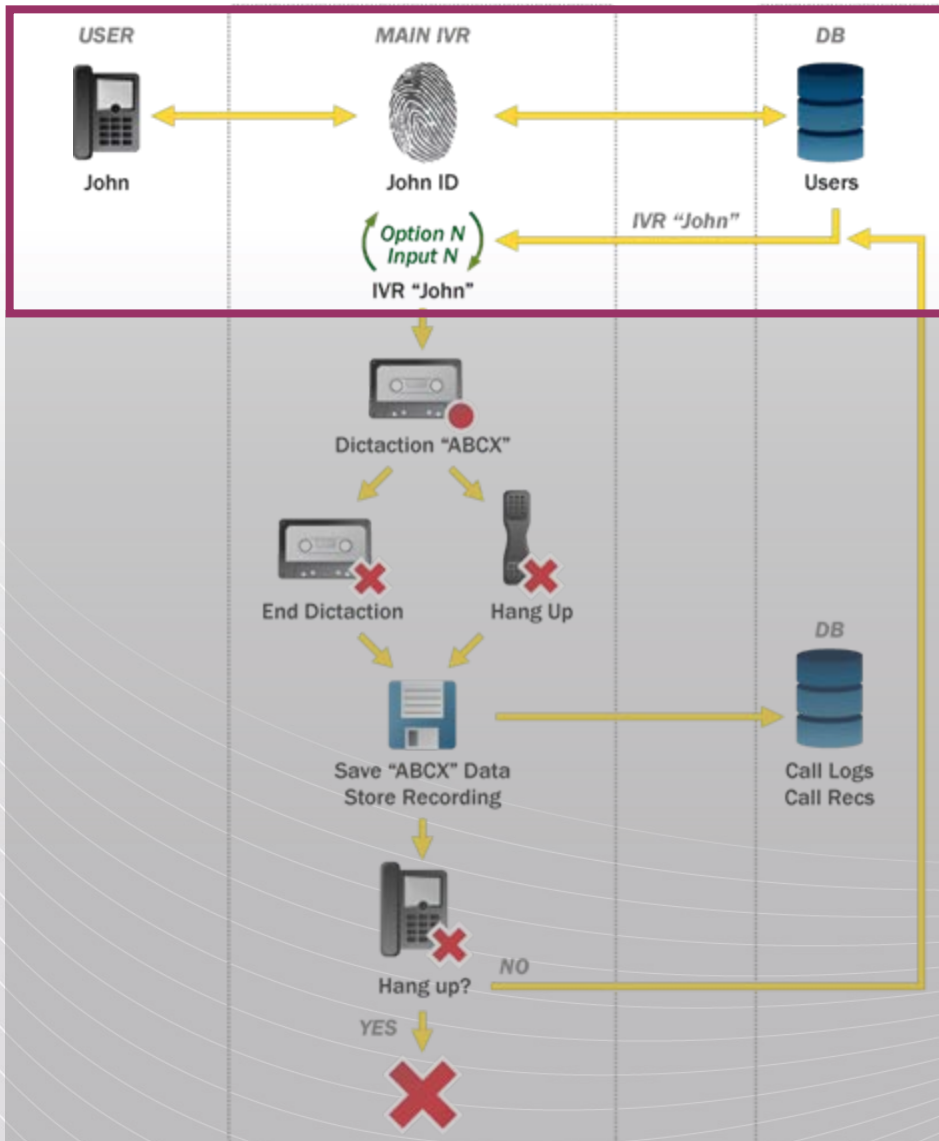 USER
MAIN IVR
DB
John
John ID
Users
IVR “John”
Option N
Input N
IVR “John”
Dictaction “ABCX”
End Dictaction
Hang Up
DB
Save “ABCX” Data
Store Recording
Call Logs
Call Recs
Hang up?
NO
YES